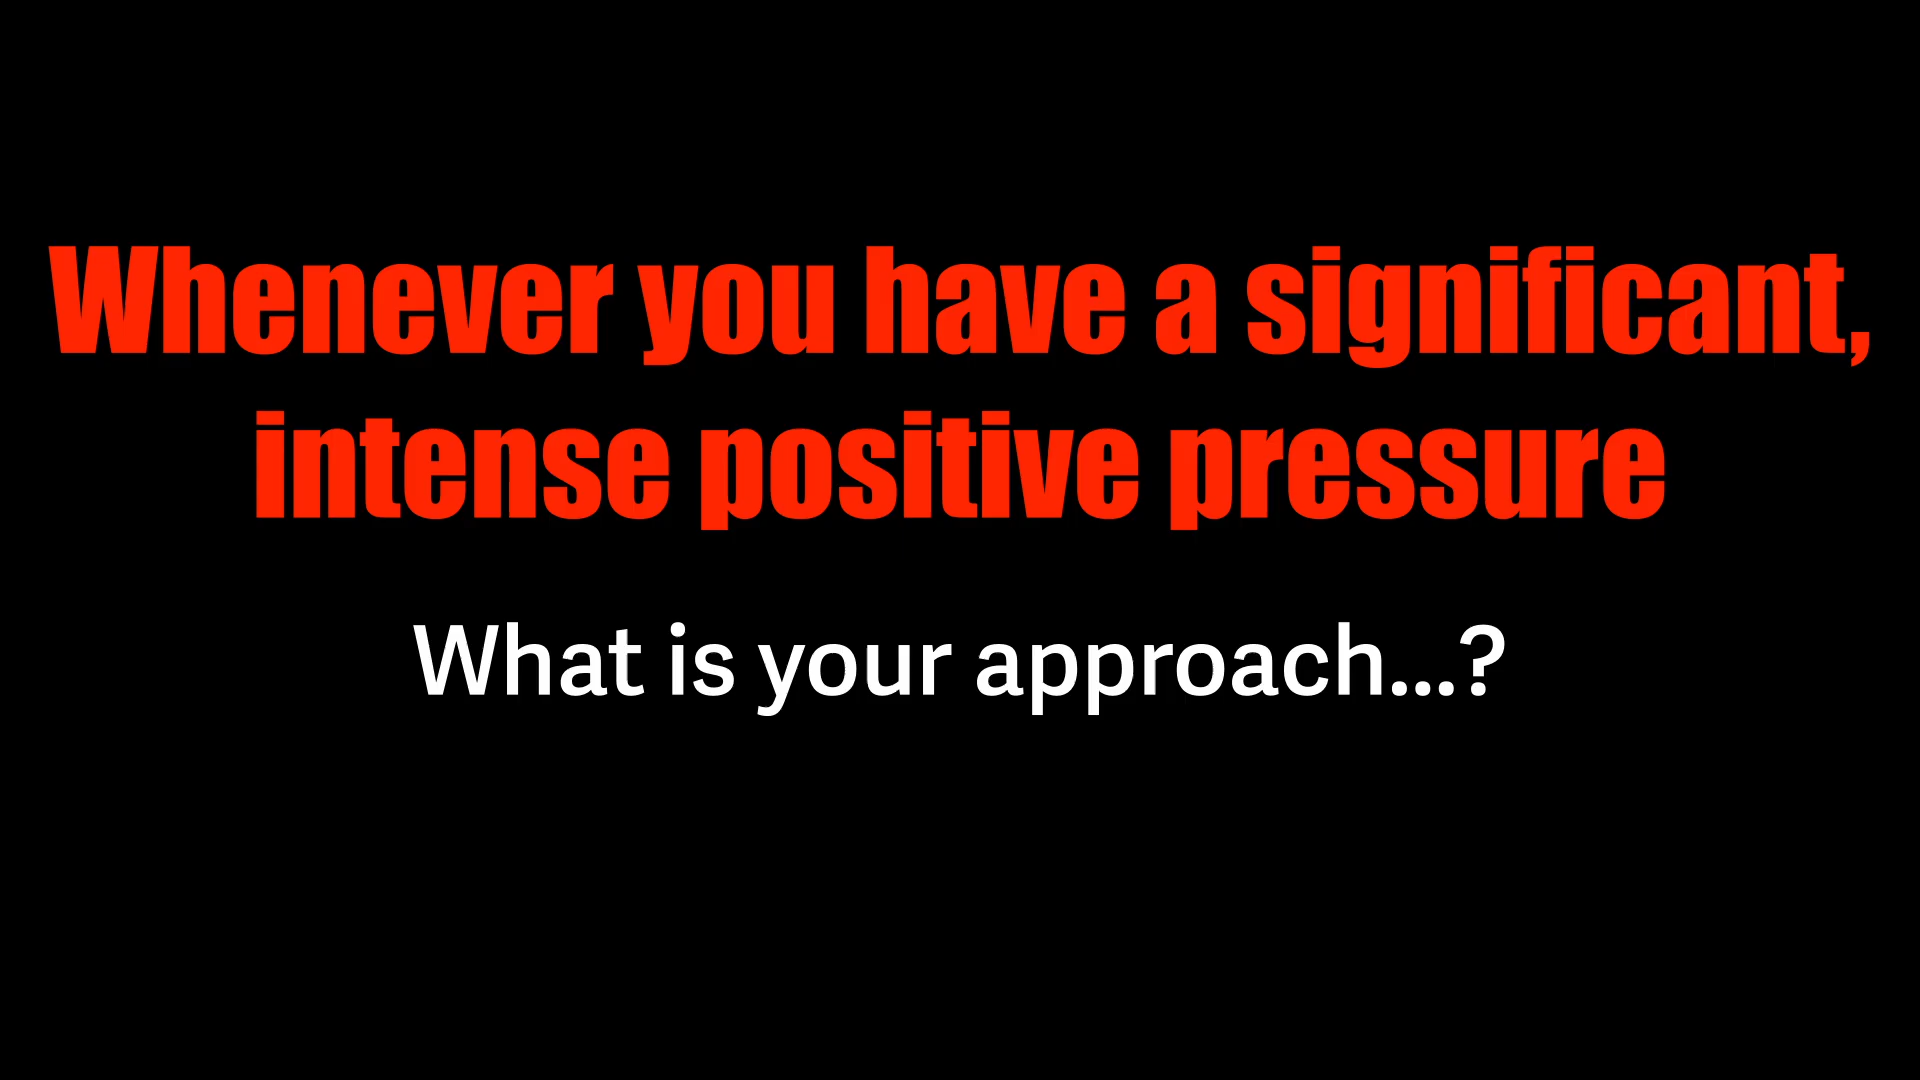 Whenever you have a significant,
intense positive pressure
What is your approach...?